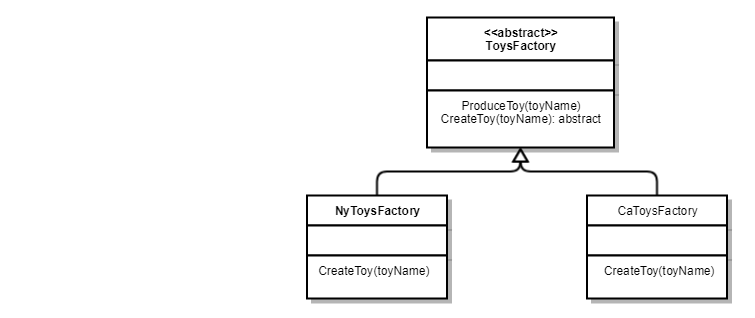 <<abstract>>
ToysFactory
ProduceToy(toyName)
CreateToy(toyName): abstract
NyToysFactory
CaToysFactory
CreateToy(toyName)
CreateToy(toyName)